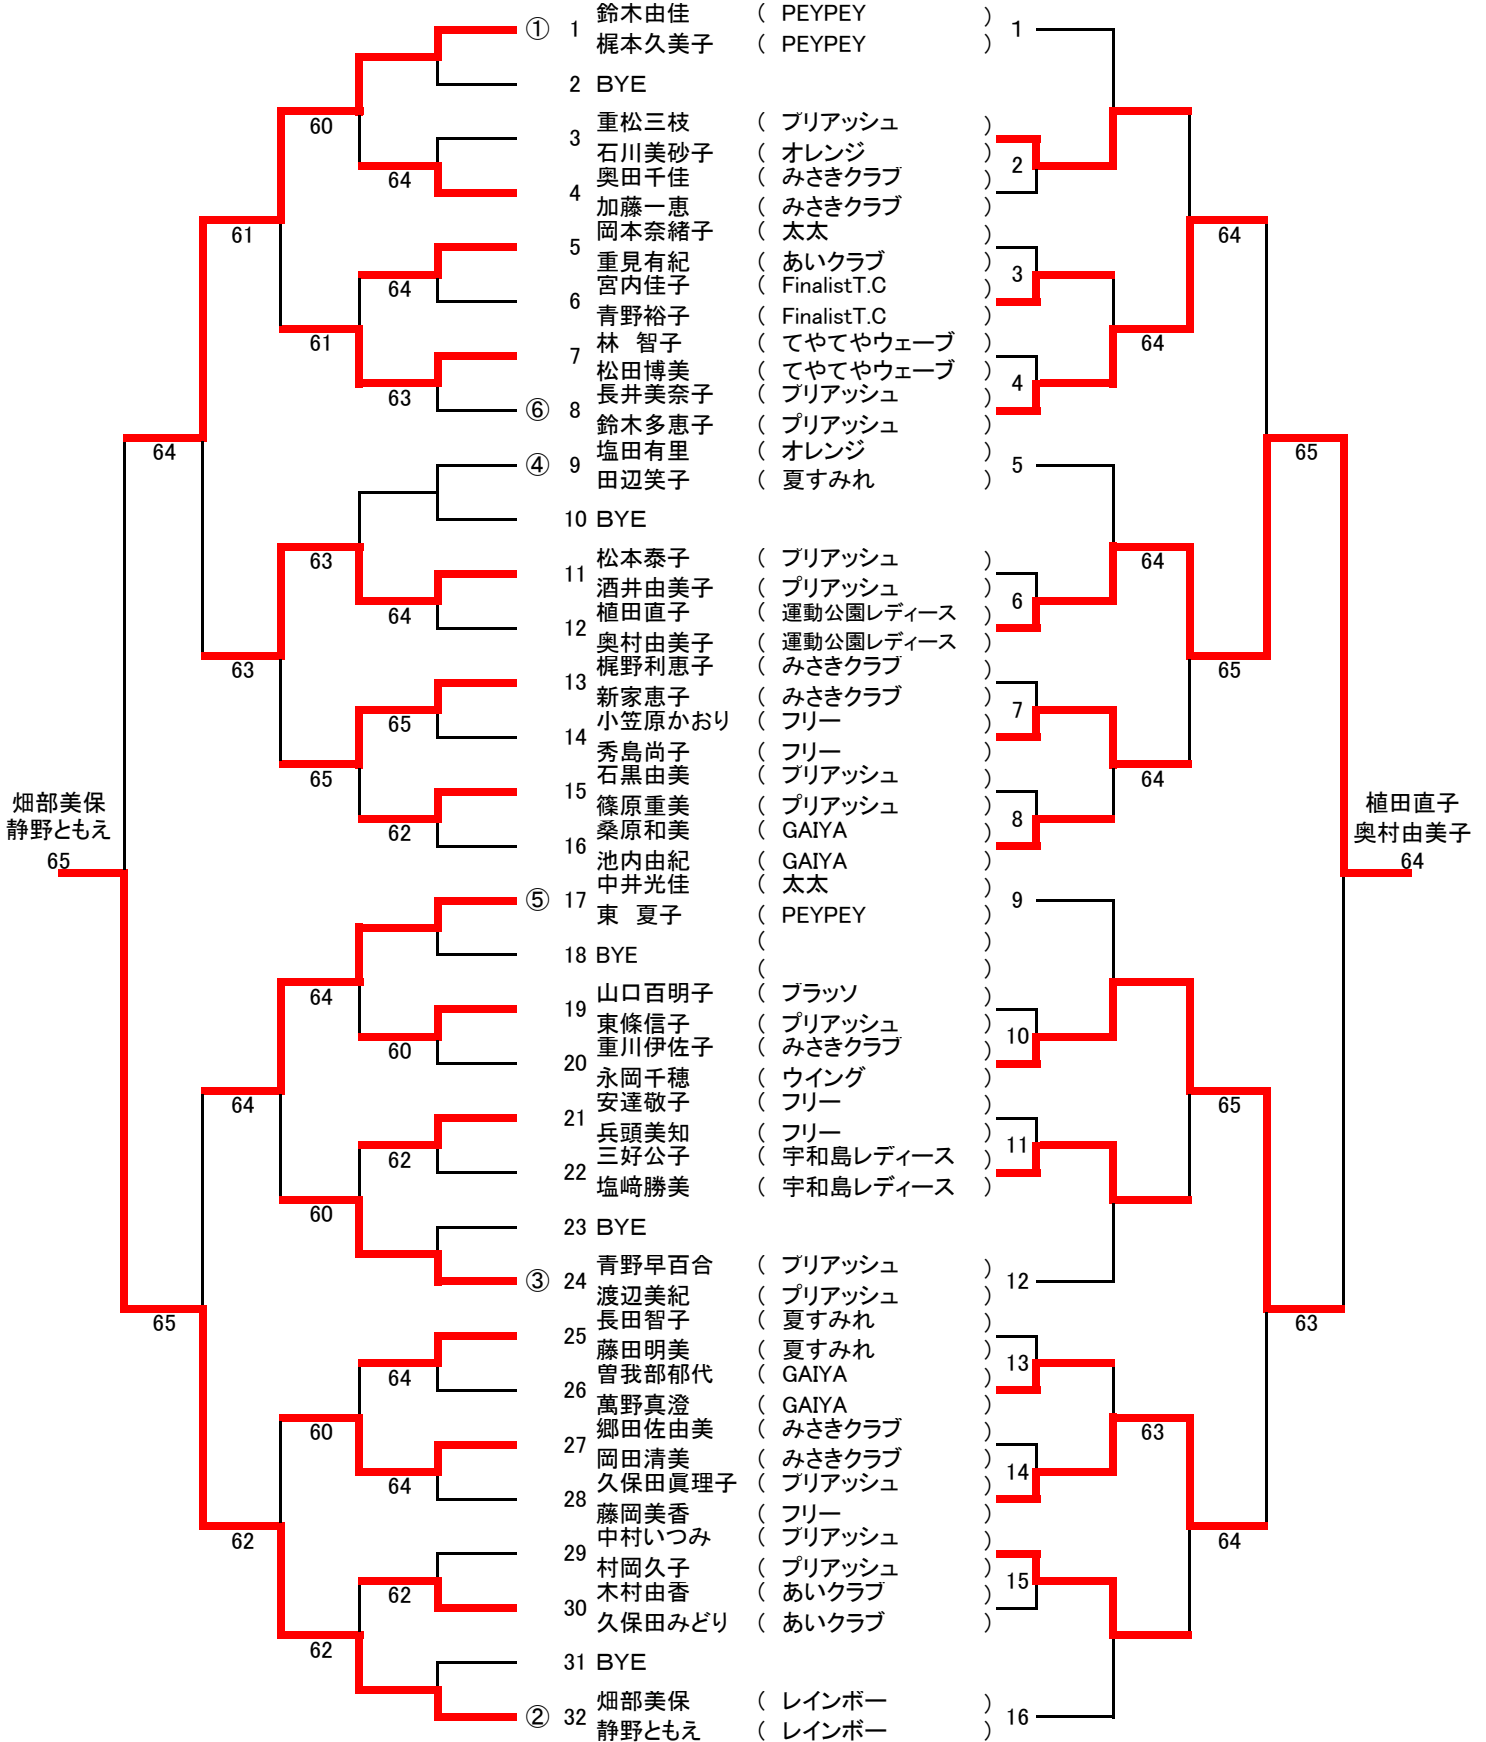 ① 1 鈴木由佳 ( PEYPEY ) 1
梶本久美子 ( PEYPEY )
2 BYE
60
重松三枝 ( プリアッシュ )
3
石川美砂子 ( オレンジ ) 2
64
奥田千佳 ( みさきクラブ )
4
加藤一恵 ( みさきクラブ )
61
岡本奈緒子 ( 太太 ) 64
5
重見有紀 ( あいクラブ ) 3
64
宮内佳子 ( FinalistT.C )
6
青野裕子 ( FinalistT.C )
61
林 智子 ( てやてやウェーブ ) 64
7
松田博美 ( てやてやウェーブ ) 4
63
長井美奈子 ( プリアッシュ )
⑥ 8
鈴木多恵子 ( プリアッシュ )
64
塩田有里 ( オレンジ ) 65
④ 9 5
田辺笑子 ( 夏すみれ )
10 BYE
63
松本泰子 ( プリアッシュ ) 64
11
酒井由美子 ( プリアッシュ ) 6
64
植田直子 ( 運動公園レディース )
12
奥村由美子 ( 運動公園レディース )
63
梶野利恵子 ( みさきクラブ ) 65
13
新家恵子 ( みさきクラブ ) 7
65
小笠原かおり ( フリー )
14
秀島尚子 ( フリー )
65
石黒由美 ( プリアッシュ ) 64
15
篠原重美 ( プリアッシュ ) 8
畑部美保
静野ともえ
65
62
桑原和美 ( GAIYA )
16
池内由紀 ( GAIYA )
植田直子
奥村由美子
64
中井光佳 ( 太太 )
⑤ 17 9
東 夏子 ( PEYPEY )
( )
18 BYE
( )
64
山口百明子 ( ブラッソ )
19
東條信子 ( プリアッシュ ) 10
60
重川伊佐子 ( みさきクラブ )
20
永岡千穂 ( ウイング )
64
安達敬子 ( フリー ) 65
21
兵頭美知 ( フリー ) 11
62
三好公子 ( 宇和島レディース )
22
塩﨑勝美 ( 宇和島レディース )
60
23 BYE
青野早百合 ( プリアッシュ )
③ 24 12
渡辺美紀 ( プリアッシュ )
65
長田智子 ( 夏すみれ ) 63
25
藤田明美 ( 夏すみれ ) 13
64
曽我部郁代 ( GAIYA )
26
萬野真澄 ( GAIYA )
60
郷田佐由美 ( みさきクラブ ) 63
27
岡田清美 ( みさきクラブ ) 14
64
久保田眞理子 ( プリアッシュ )
28
藤岡美香 ( フリー )
62
中村いつみ ( プリアッシュ ) 64
29
村岡久子 ( プリアッシュ ) 15
62
木村由香 ( あいクラブ )
30
久保田みどり ( あいクラブ )
62
31 BYE
畑部美保 ( レインボー )
② 32 16
静野ともえ ( レインボー )